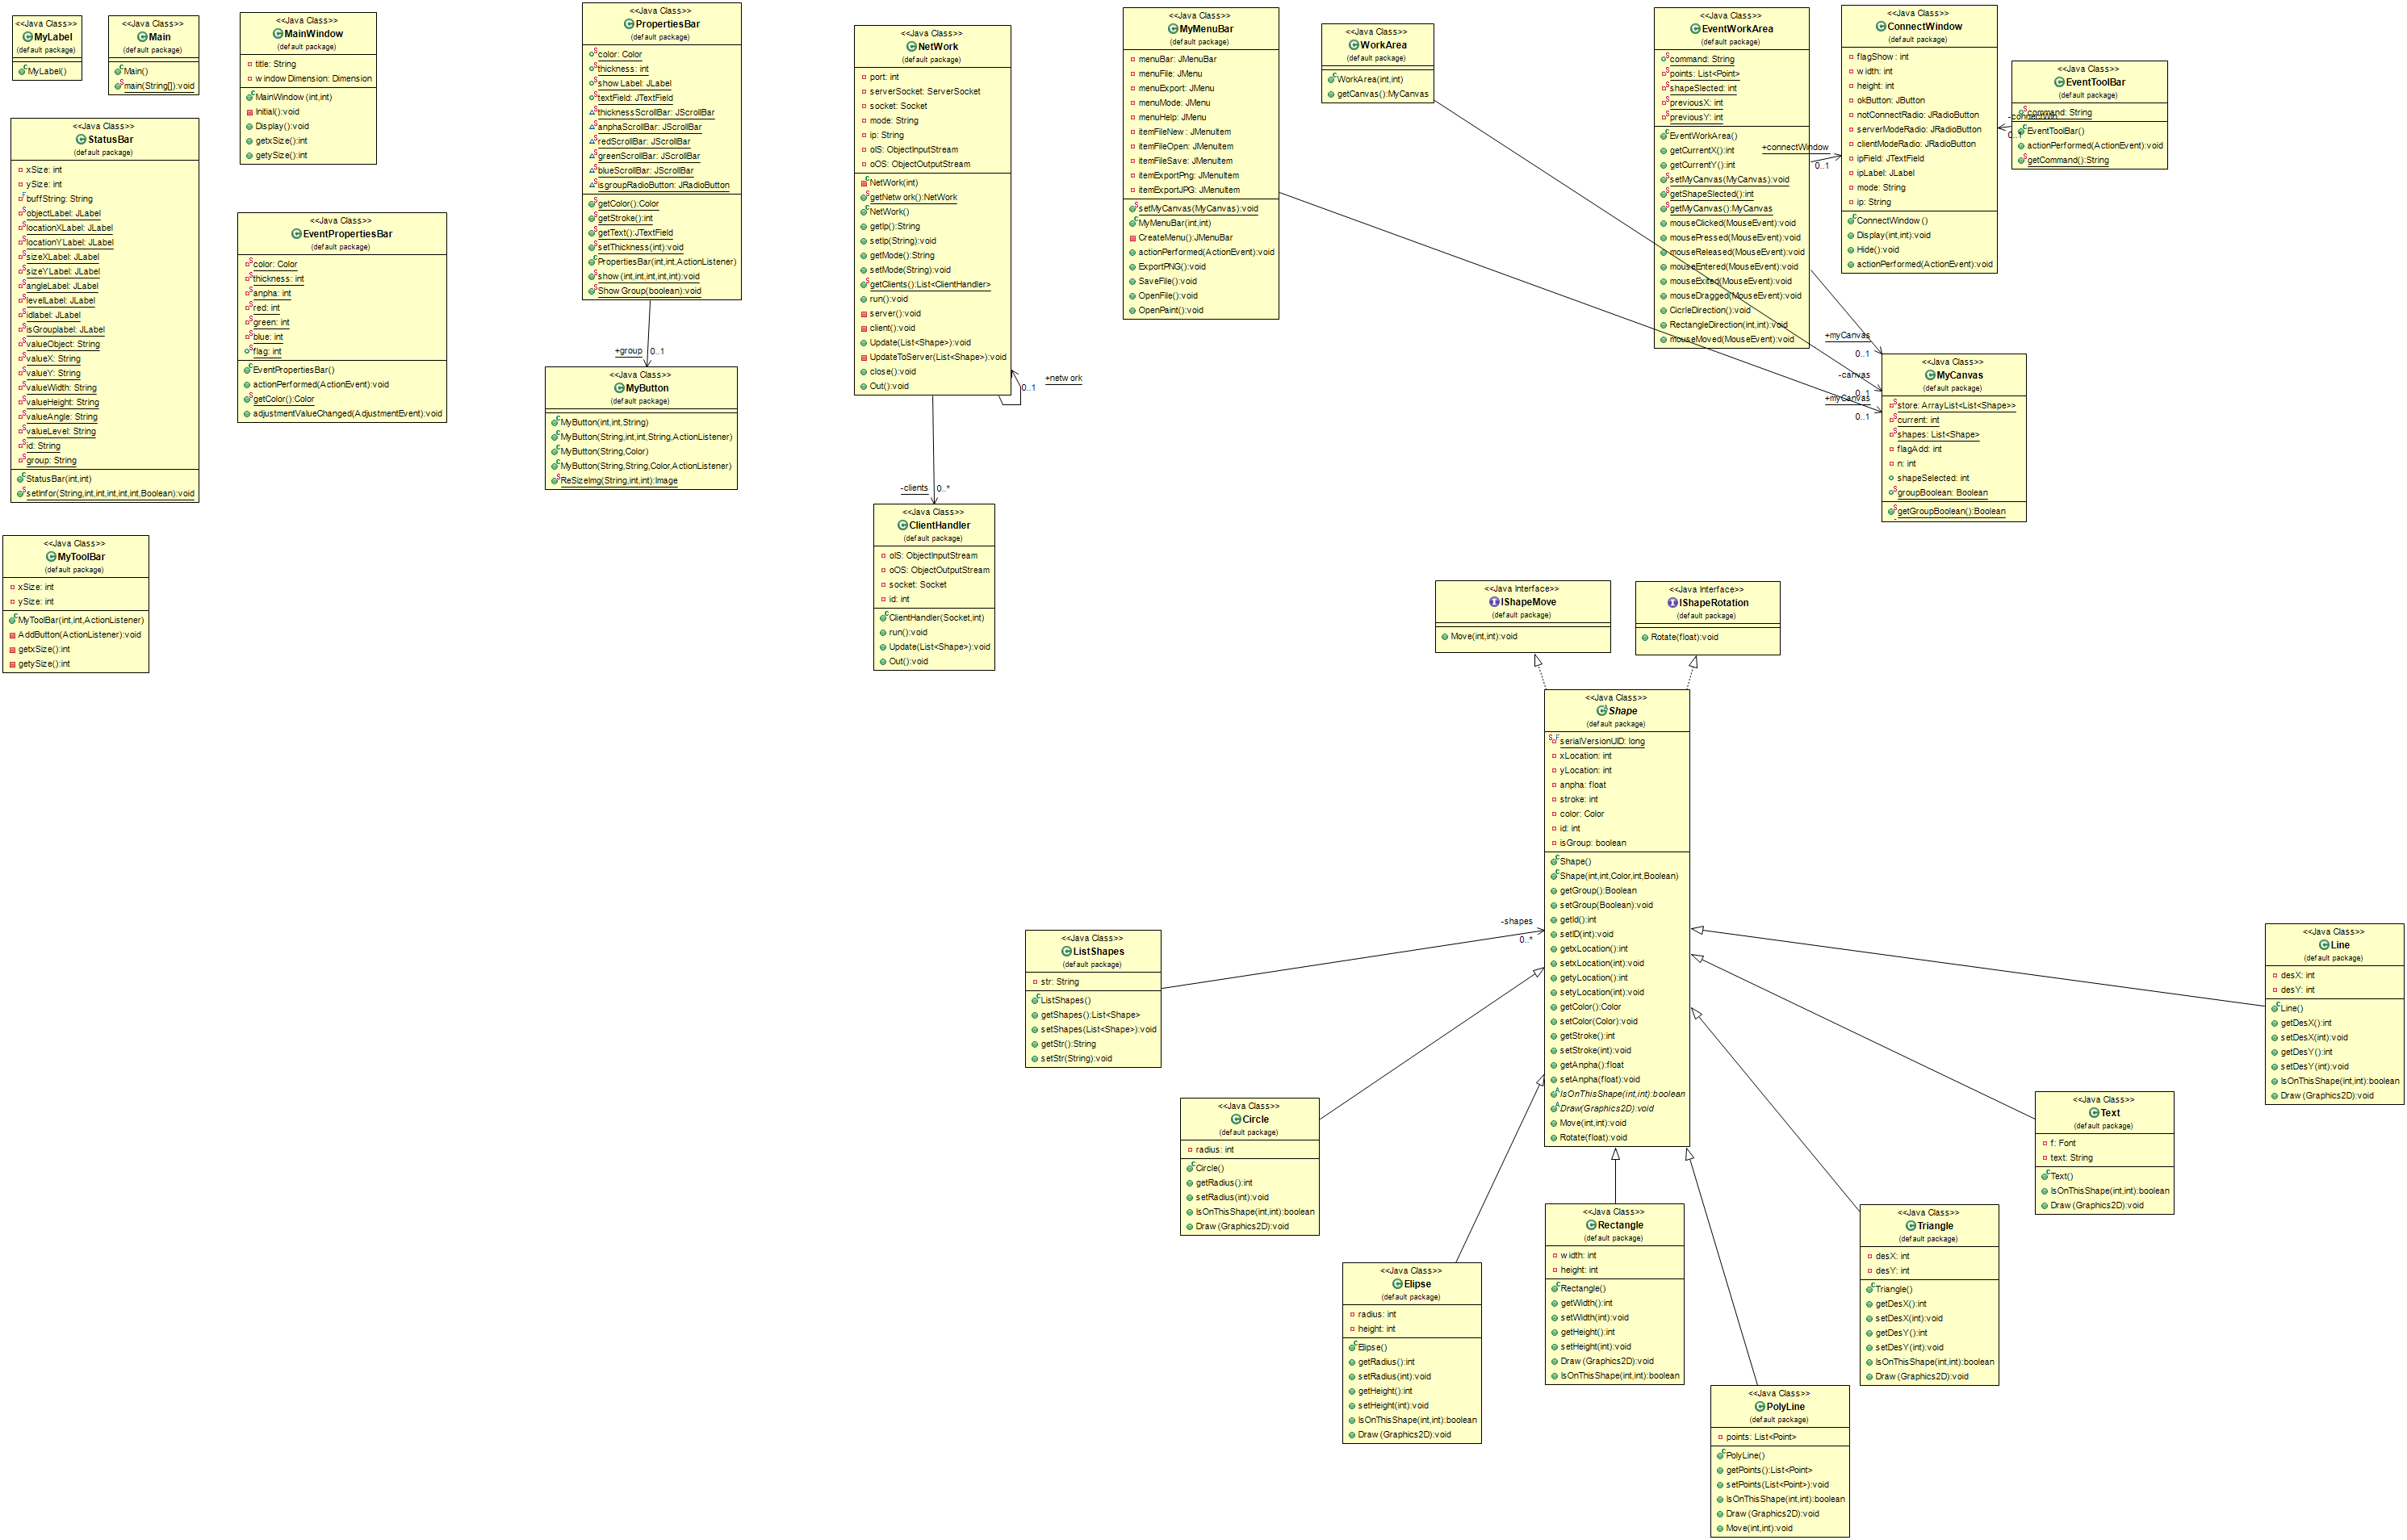 <<Java Class>>
MyLabel
(default package)
MyLabel()
<<Java Class>>
Main
(default package)
Main()
main(String[]):void
<<Java Class>>
MainWindow
(default package)
title: String
windowDimension: Dimension
MainWindow(int,int)
Initial():void
Display():void
getxSize():int
getySize():int
<<Java Class>>
StatusBar
(default package)
xSize: int
ySize: int
buffString: String
objectLabel: JLabel
locationXLabel: JLabel
locationYLabel: JLabel
sizeXLabel: JLabel
sizeYLabel: JLabel
angleLabel: JLabel
levelLabel: JLabel
idlabel: JLabel
isGrouplabel: JLabel
valueObject: String
valueX: String
valueY: String
valueWidth: String
valueHeight: String
valueAngle: String
valueLevel: String
id: String
group: String
StatusBar(int,int)
setInfor(String,int,int,int,int,int,Boolean):void
<<Java Class>>
EventPropertiesBar
(default package)
color: Color
thickness: int
anpha: int
red: int
green: int
blue: int
flag: int
EventPropertiesBar()
actionPerformed(ActionEvent):void
getColor():Color
adjustmentValueChanged(AdjustmentEvent):void
<<Java Class>>
MyToolBar
(default package)
xSize: int
ySize: int
MyToolBar(int,int,ActionListener)
AddButton(ActionListener):void
getxSize():int
getySize():int
<<Java Class>>
PropertiesBar
(default package)
color: Color
thickness: int
showLabel: JLabel
textField: JTextField
thicknessScrollBar: JScrollBar
anphaScrollBar: JScrollBar
redScrollBar: JScrollBar
greenScrollBar: JScrollBar
blueScrollBar: JScrollBar
isgroupRadioButton: JRadioButton
getColor():Color
getStroke():int
getText():JTextField
setThickness(int):void
PropertiesBar(int,int,ActionListener)
show(int,int,int,int,int):void
ShowGroup(boolean):void
+group
0..1
<<Java Class>>
MyButton
(default package)
MyButton(int,int,String)
MyButton(String,int,int,String,ActionListener)
MyButton(String,Color)
MyButton(String,String,Color,ActionListener)
ReSizeImg(String,int,int):Image
<<Java Class>>
NetWork
(default package)
port: int
serverSocket: ServerSocket
socket: Socket
mode: String
ip: String
oIS: ObjectInputStream
oOS: ObjectOutputStream
NetWork(int)
getNetwork():NetWork
NetWork()
getIp():String
setIp(String):void
getMode():String
setMode(String):void
getClients():List<ClientHandler>
run():void
server():void
client():void
Update(List<Shape>):void
UpdateToServer(List<Shape>):void
close():void
Out():void
+network
0..1
-clients
0..*
<<Java Class>>
ClientHandler
(default package)
oIS: ObjectInputStream
oOS: ObjectOutputStream
socket: Socket
id: int
ClientHandler(Socket,int)
run():void
Update(List<Shape>):void
Out():void
<<Java Class>>
MyMenuBar
(default package)
menuBar: JMenuBar
menuFile: JMenu
menuExport: JMenu
menuMode: JMenu
menuHelp: JMenu
itemFileNew: JMenuItem
itemFileOpen: JMenuItem
itemFileSave: JMenuItem
itemExportPng: JMenuItem
itemExportJPG: JMenuItem
setMyCanvas(MyCanvas):void
MyMenuBar(int,int)
CreateMenu():JMenuBar
actionPerformed(ActionEvent):void
ExportPNG():void
SaveFile():void
OpenFile():void
OpenPaint():void
<<Java Class>>
WorkArea
(default package)
WorkArea(int,int)
getCanvas():MyCanvas
<<Java Class>>
EventWorkArea
(default package)
command: String
points: List<Point>
shapeSlected: int
previousX: int
previousY: int
EventWorkArea()
getCurrentX():int
getCurrentY():int
setMyCanvas(MyCanvas):void
getShapeSlected():int
getMyCanvas():MyCanvas
mouseClicked(MouseEvent):void
mousePressed(MouseEvent):void
mouseReleased(MouseEvent):void
mouseEntered(MouseEvent):void
mouseExited(MouseEvent):void
mouseDragged(MouseEvent):void
CicrleDirection():void
RectangleDirection(int,int):void
mouseMoved(MouseEvent):void
+connectWindow
0..1
<<Java Class>>
ConnectWindow
(default package)
flagShow: int
width: int
height: int
okButton: JButton
notConnectRadio: JRadioButton
serverModeRadio: JRadioButton
clientModeRadio: JRadioButton
ipField: JTextField
ipLabel: JLabel
mode: String
ip: String
ConnectWindow()
Display(int,int):void
Hide():void
actionPerformed(ActionEvent):void
<<Java Class>>
EventToolBar
(default package)
command: String
EventToolBar()
actionPerformed(ActionEvent):void
getCommand():String
-connectWin
0..1
+myCanvas
0..1
-canvas
0..1
+myCanvas
0..1
<<Java Class>>
MyCanvas
(default package)
store: ArrayList<List<Shape>>
current: int
shapes: List<Shape>
flagAdd: int
n: int
shapeSelected: int
groupBoolean: Boolean
getGroupBoolean():Boolean
<<Java Interface>>
IShapeMove
(default package)
Move(int,int):void
<<Java Interface>>
IShapeRotation
(default package)
Rotate(float):void
<<Java Class>>
Shape
(default package)
serialVersionUID: long
xLocation: int
yLocation: int
anpha: float
stroke: int
color: Color
id: int
isGroup: boolean
Shape()
Shape(int,int,Color,int,Boolean)
getGroup():Boolean
setGroup(Boolean):void
getId():int
setID(int):void
getxLocation():int
setxLocation(int):void
getyLocation():int
setyLocation(int):void
getColor():Color
setColor(Color):void
getStroke():int
setStroke(int):void
getAnpha():float
setAnpha(float):void
IsOnThisShape(int,int):boolean
Draw(Graphics2D):void
Move(int,int):void
Rotate(float):void
-shapes
0..*
<<Java Class>>
ListShapes
(default package)
str: String
ListShapes()
getShapes():List<Shape>
setShapes(List<Shape>):void
getStr():String
setStr(String):void
<<Java Class>>
Circle
(default package)
radius: int
Circle()
getRadius():int
setRadius(int):void
IsOnThisShape(int,int):boolean
Draw(Graphics2D):void
<<Java Class>>
Elipse
(default package)
radius: int
height: int
Elipse()
getRadius():int
setRadius(int):void
getHeight():int
setHeight(int):void
IsOnThisShape(int,int):boolean
Draw(Graphics2D):void
<<Java Class>>
Rectangle
(default package)
width: int
height: int
Rectangle()
getWidth():int
setWidth(int):void
getHeight():int
setHeight(int):void
Draw(Graphics2D):void
IsOnThisShape(int,int):boolean
<<Java Class>>
PolyLine
(default package)
points: List<Point>
PolyLine()
getPoints():List<Point>
setPoints(List<Point>):void
IsOnThisShape(int,int):boolean
Draw(Graphics2D):void
Move(int,int):void
<<Java Class>>
Triangle
(default package)
desX: int
desY: int
Triangle()
getDesX():int
setDesX(int):void
getDesY():int
setDesY(int):void
IsOnThisShape(int,int):boolean
Draw(Graphics2D):void
<<Java Class>>
Text
(default package)
f: Font
text: String
Text()
IsOnThisShape(int,int):boolean
Draw(Graphics2D):void
<<Java Class>>
Line
(default package)
desX: int
desY: int
Line()
getDesX():int
setDesX(int):void
getDesY():int
setDesY(int):void
IsOnThisShape(int,int):boolean
Draw(Graphics2D):void